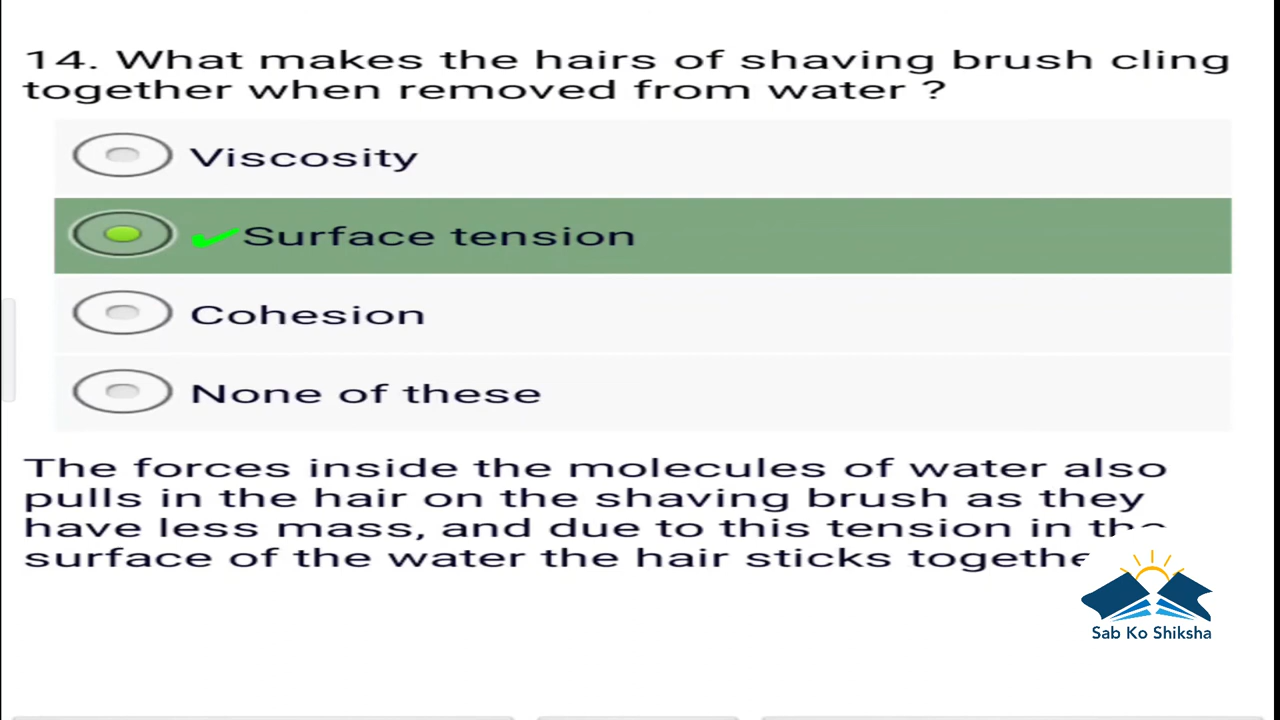 14. What makes the hairs of shaving brush cling
together when removed from water ?
Viscosity
✔Surface tension
Cohesion
None of these
The forces inside the molecules of water also
pulls in the hair on the shaving brush as they
have less mass, and due to this tension in the
surface of the water the hair sticks togethe
Sab Ko Shiksha